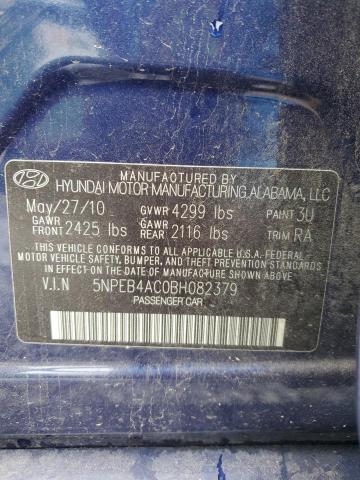 MANUFACTURED BY
HYUNDAI MOTOR MANUFACTURING ALABAMA, LLC
May/27/10 GVWR 4299 lbs PAINT 3U
GAWR FRONT 2425 lbs GAWR REAR 2116 lbs TRIM RA
THIS VEHICLE CONFORMS TO ALL APPLICABLE U.S.A. FEDERAL
MOTOR VEHICLE SAFETY, BUMPER, AND THEFT PREVENTION STANDARDS
IN EFFECT ON THE DATE OF MANUFACTURE SHOWN ABOVE.
V.I.N 5NPEB4AC0BH082379
PASSENGER CAR